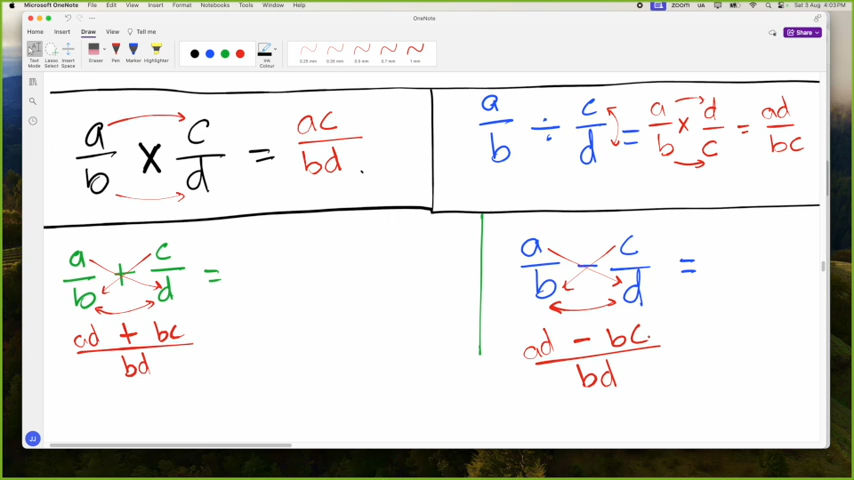 Microsoft OneNote File Edit View Insert Format Notebooks Tools Window Help zoom UA Sat 3 Aug 4:03PM
OneNote
Home Insert Draw View Tell me Share
Text Mode Lasso Select Insert Space Eraser Pen Marker Highlighter Ink Colour 0.25 mm 0.35 mm 0.5 mm 0.7 mm 1 mm
a/b × c/d = ac/bd.
a/b ÷ c/d = a/b × d/c = ad/bc
a/b + c/d =
ad + bc/bd
a/b - c/d =
ad - bc/bd
JJ